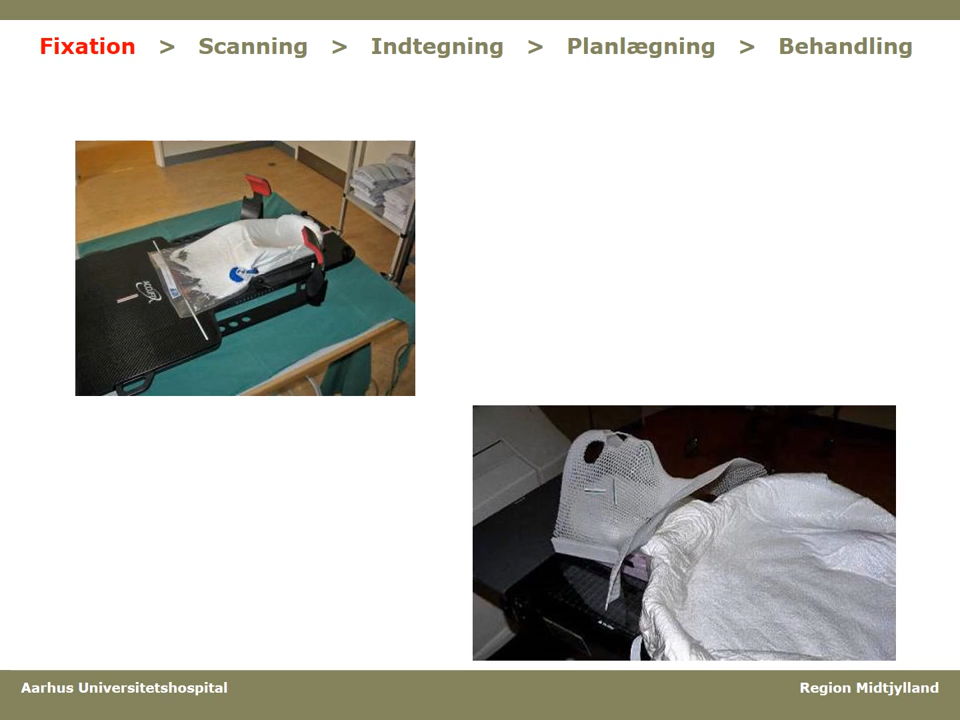 Fixation > Scanning > Indtegning > Planlægning > Behandling
Aarhus Universitetshospital
Region Midtjylland